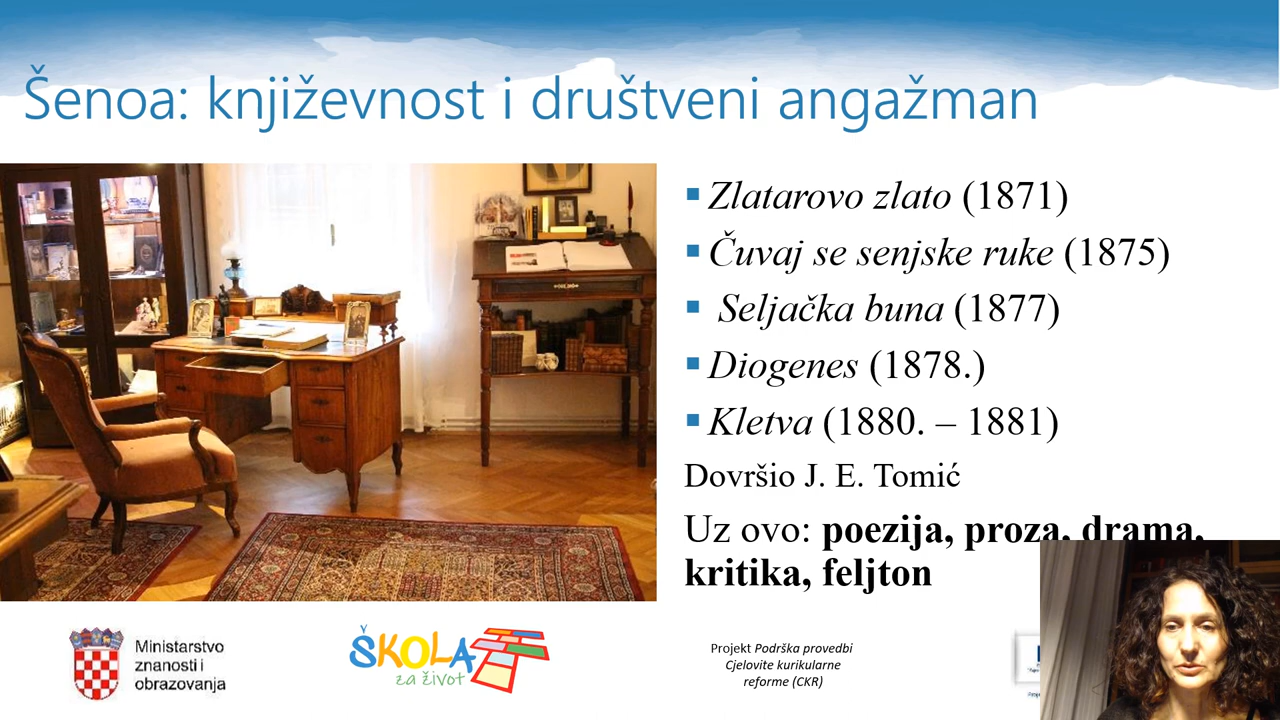 Šenoa: književnost i društveni angažman
Zlatarovo zlato (1871)
Čuvaj se senjske ruke (1875)
Seljačka buna (1877)
Diogenes (1878.)
Kletva (1880. – 1881)
Dovršio J. E. Tomić
Uz ovo: poezija, proza, drama,
kritika, feljton
Ministarstvo
znanosti i
obrazovanja
ŠKOLA
za život
Projekt Podrška provedbi
Cjelovite kurikularne
reforme (CKR)